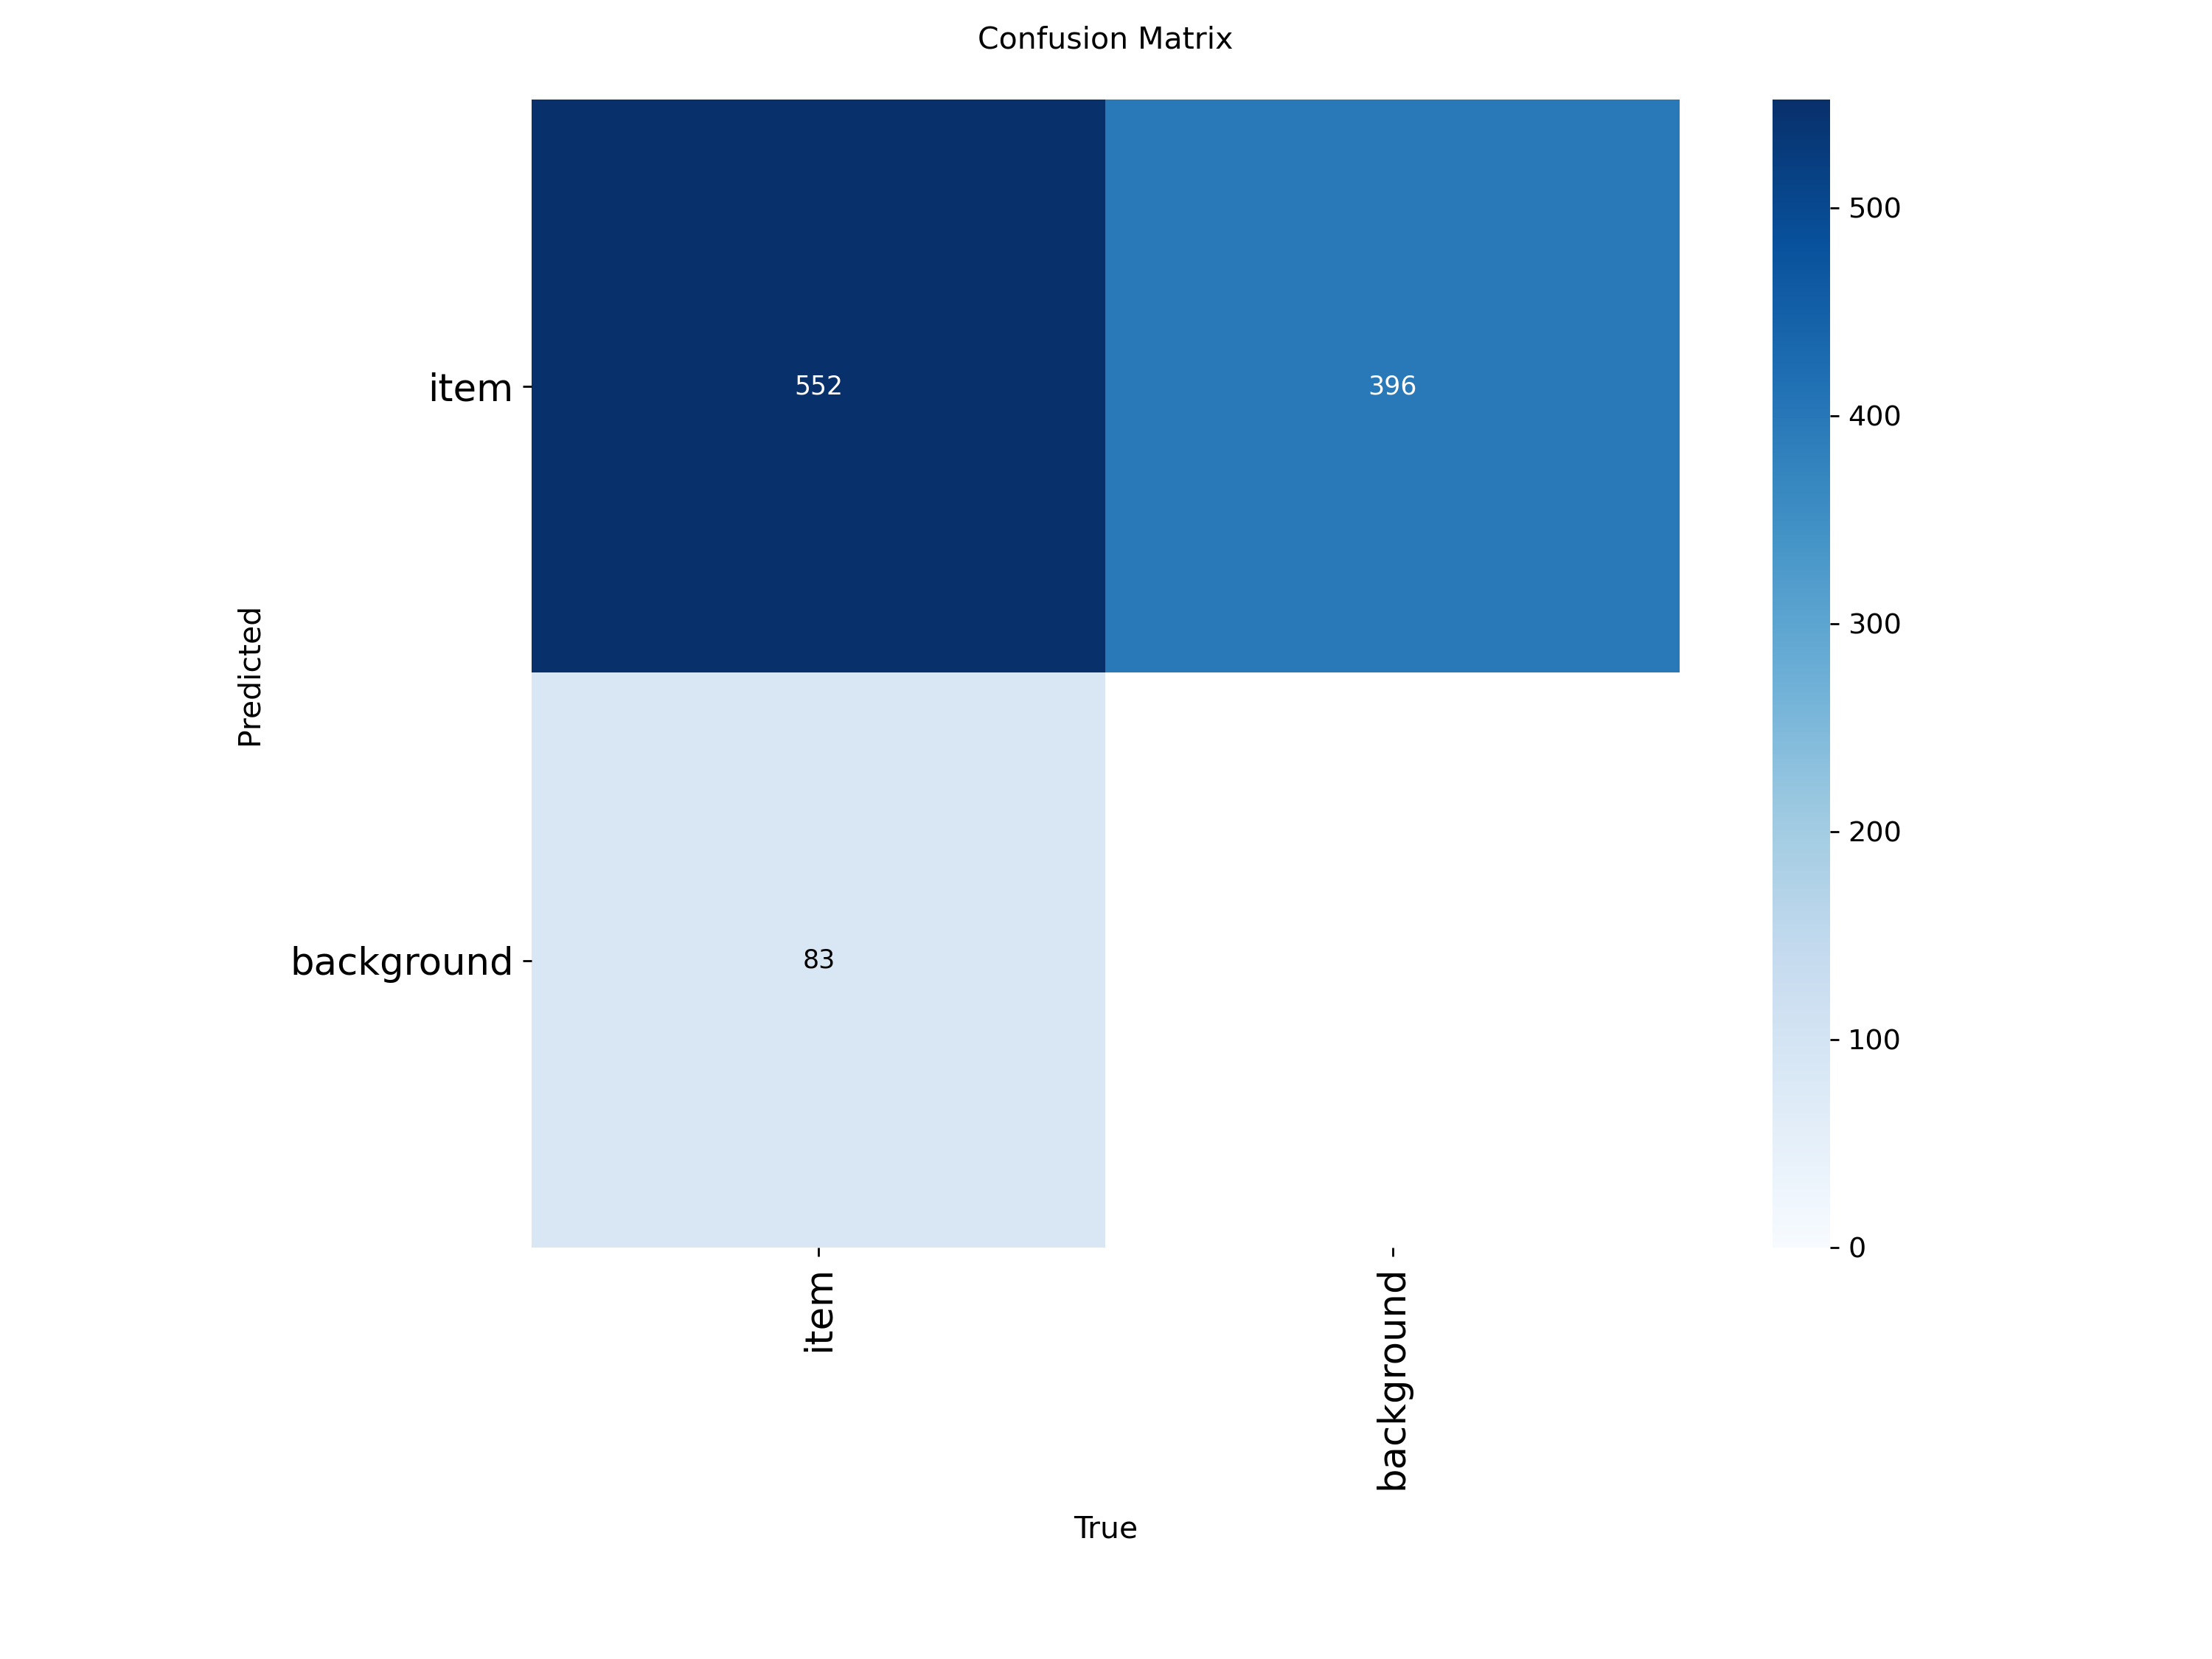 Confusion Matrix
item
552
396
background
83
Predicted
item
background
True
500
400
300
200
100
0